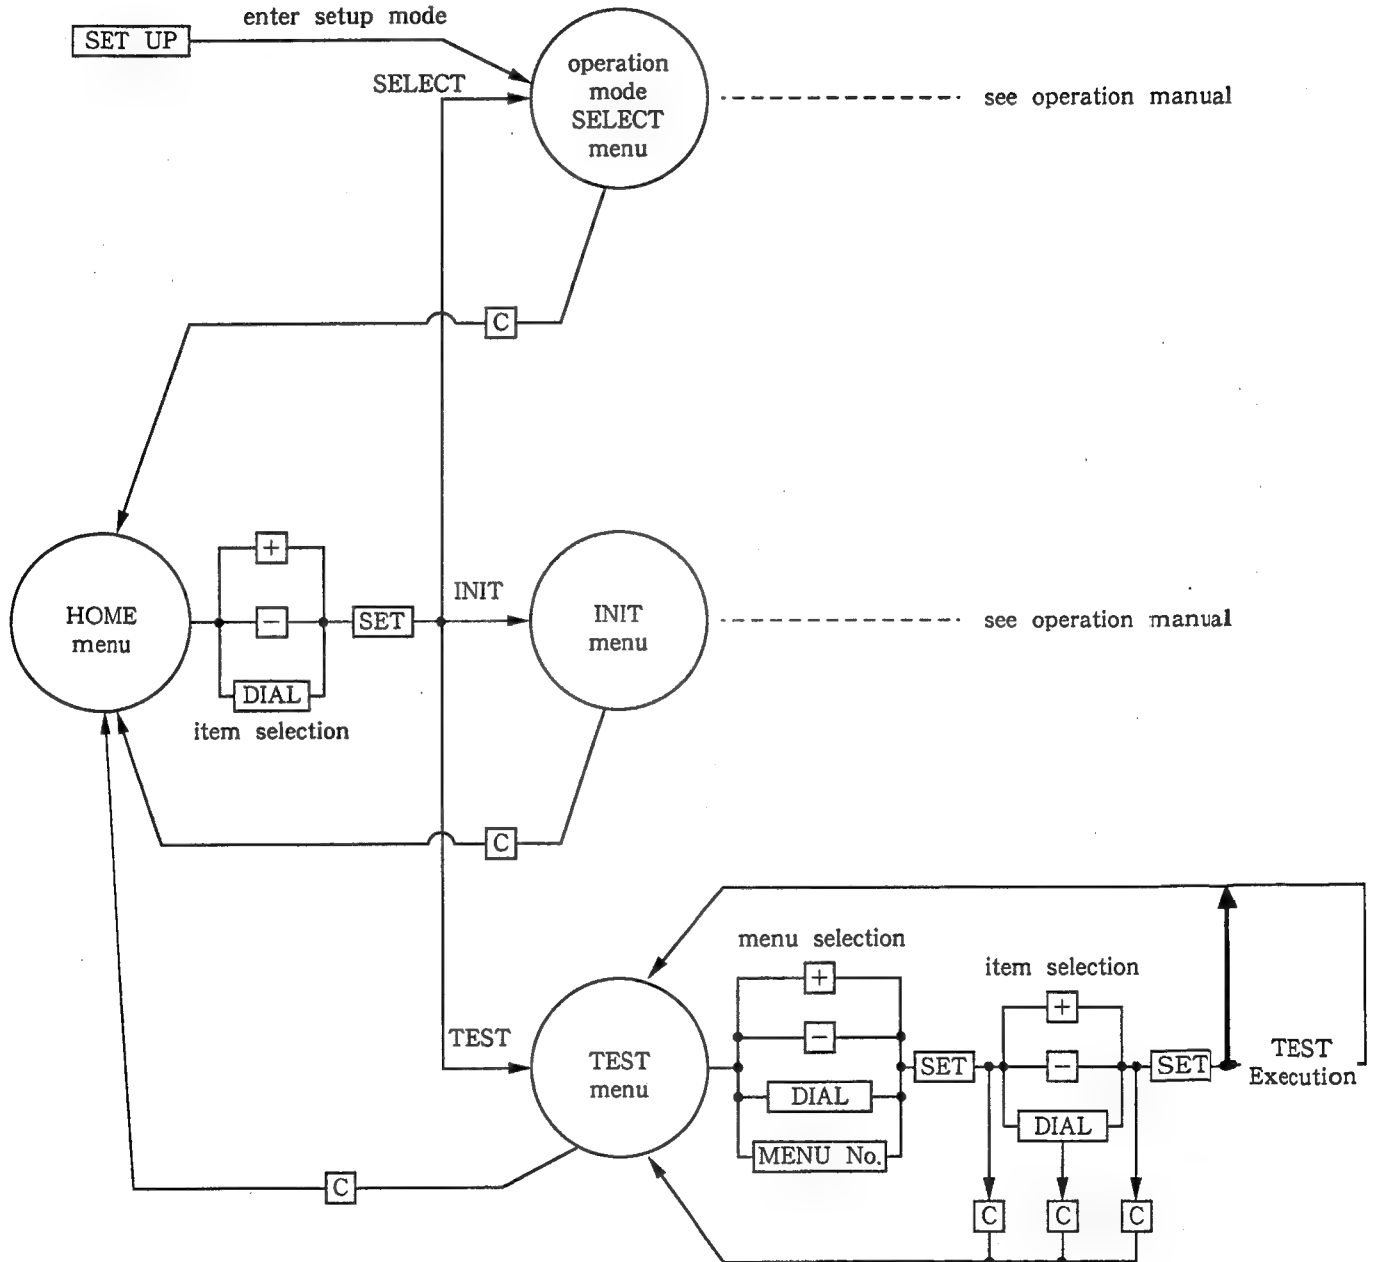 enter setup mode
SET UP
SELECT
operation
mode
SELECT
menu
see operation manual
C
HOME
menu
+
−
DIAL
item selection
SET
INIT
INIT
menu
see operation manual
C
TEST
TEST
menu
menu selection
+
−
DIAL
MENU No.
SET
item selection
+
−
DIAL
SET
TEST
Execution
C
C
C
C